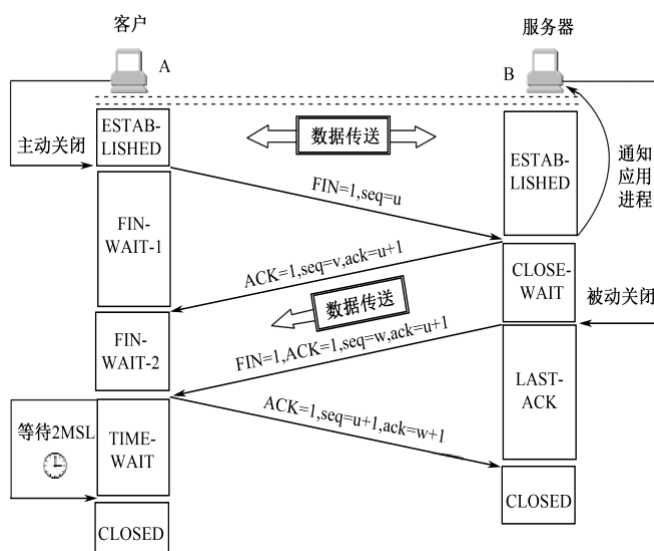 客户
服务器
A
B
ESTAB-
LISHED
主动关闭
数据传送
ESTAB-
LISHED
通知
应用
进程
FIN=1,seq=u
FIN-
WAIT-1
ACK=1,seq=v,ack=u+1
CLOSE-
WAIT
数据传送
被动关闭
FIN-
WAIT-2
FIN=1,ACK=1,seq=w,ack=u+1
LAST-
ACK
ACK=1,seq=u+1,ack=w+1
等待2MSL
TIME-
WAIT
CLOSED
CLOSED